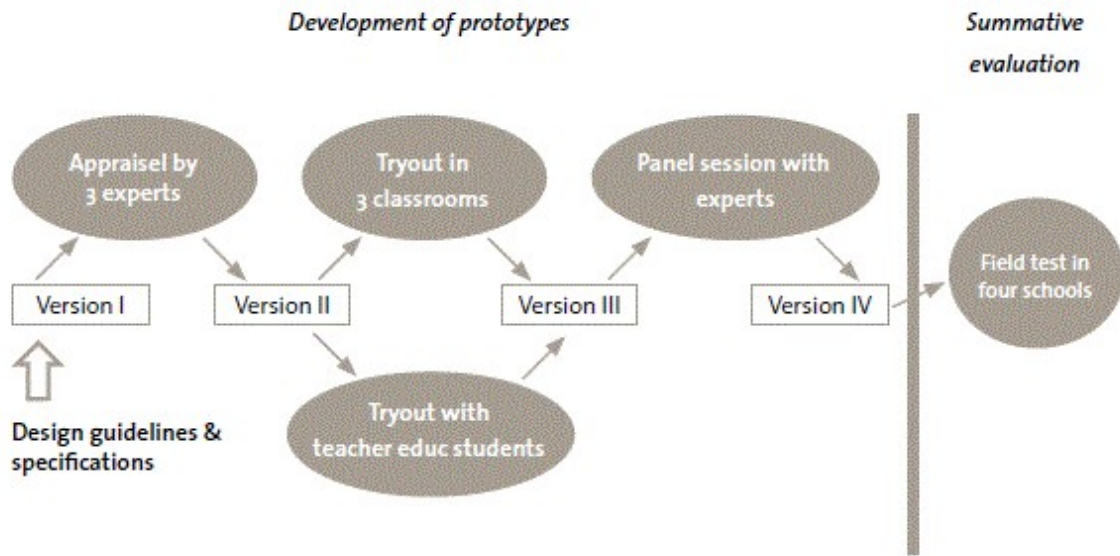 Development of prototypes
Summative
evaluation
Appraisel by
3 experts
Tryout in
3 classrooms
Panel session with
experts
Field test in
four schools
Version I
Version II
Version III
Version IV
Design guidelines &
specifications
Tryout with
teacher educ students